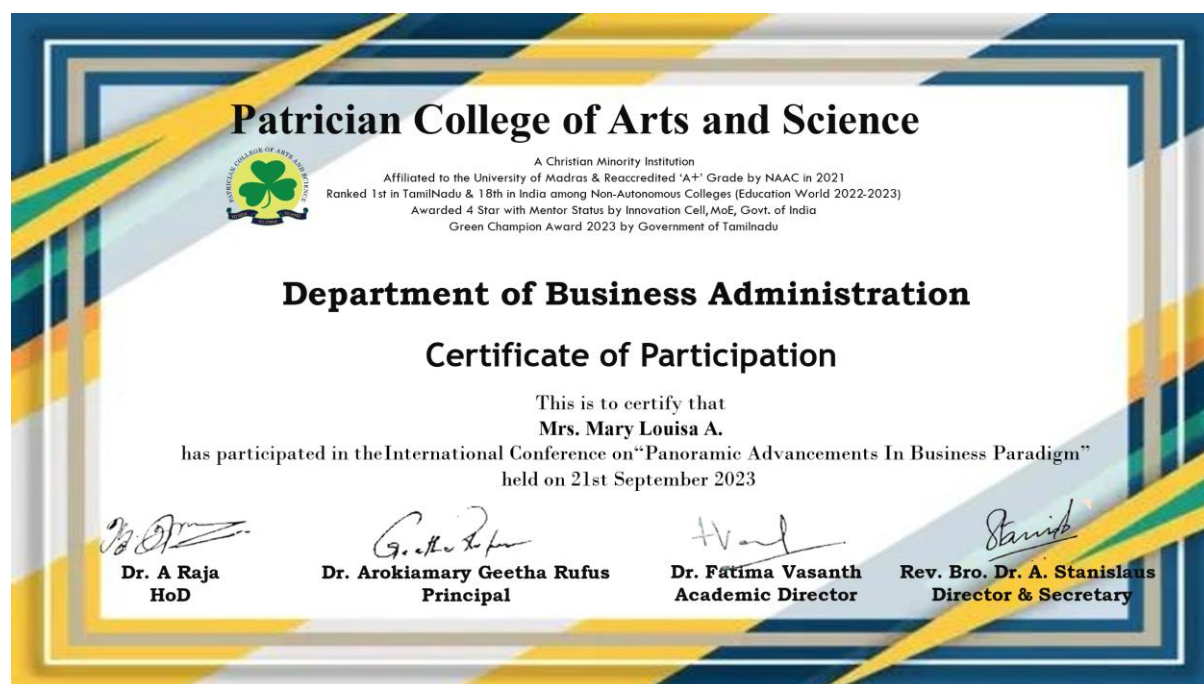 Patrician College of Arts and Science
A Christian Minority Institution
Affiliated to the University of Madras & Reaccredited ‘A+’ Grade by NAAC in 2021
Ranked 1st in TamilNadu & 18th in India among Non-Autonomous Colleges (Education World 2022-2023)
Awarded 4 Star with Mentor Status by Innovation Cell, MoE, Govt. of India
Green Champion Award 2023 by Government of Tamilnadu
PATRICIAN COLLEGE OF ARTS AND SCIENCE
Department of Business Administration
Certificate of Participation
This is to certify that
Mrs. Mary Louisa A.
has participated in the International Conference on “Panoramic Advancements In Business Paradigm”
held on 21st September 2023
Dr. A Raja
HoD
Dr. Arokiamary Geetha Rufus
Principal
Dr. Fatima Vasanth
Academic Director
Rev. Bro. Dr. A. Stanislaus
Director & Secretary